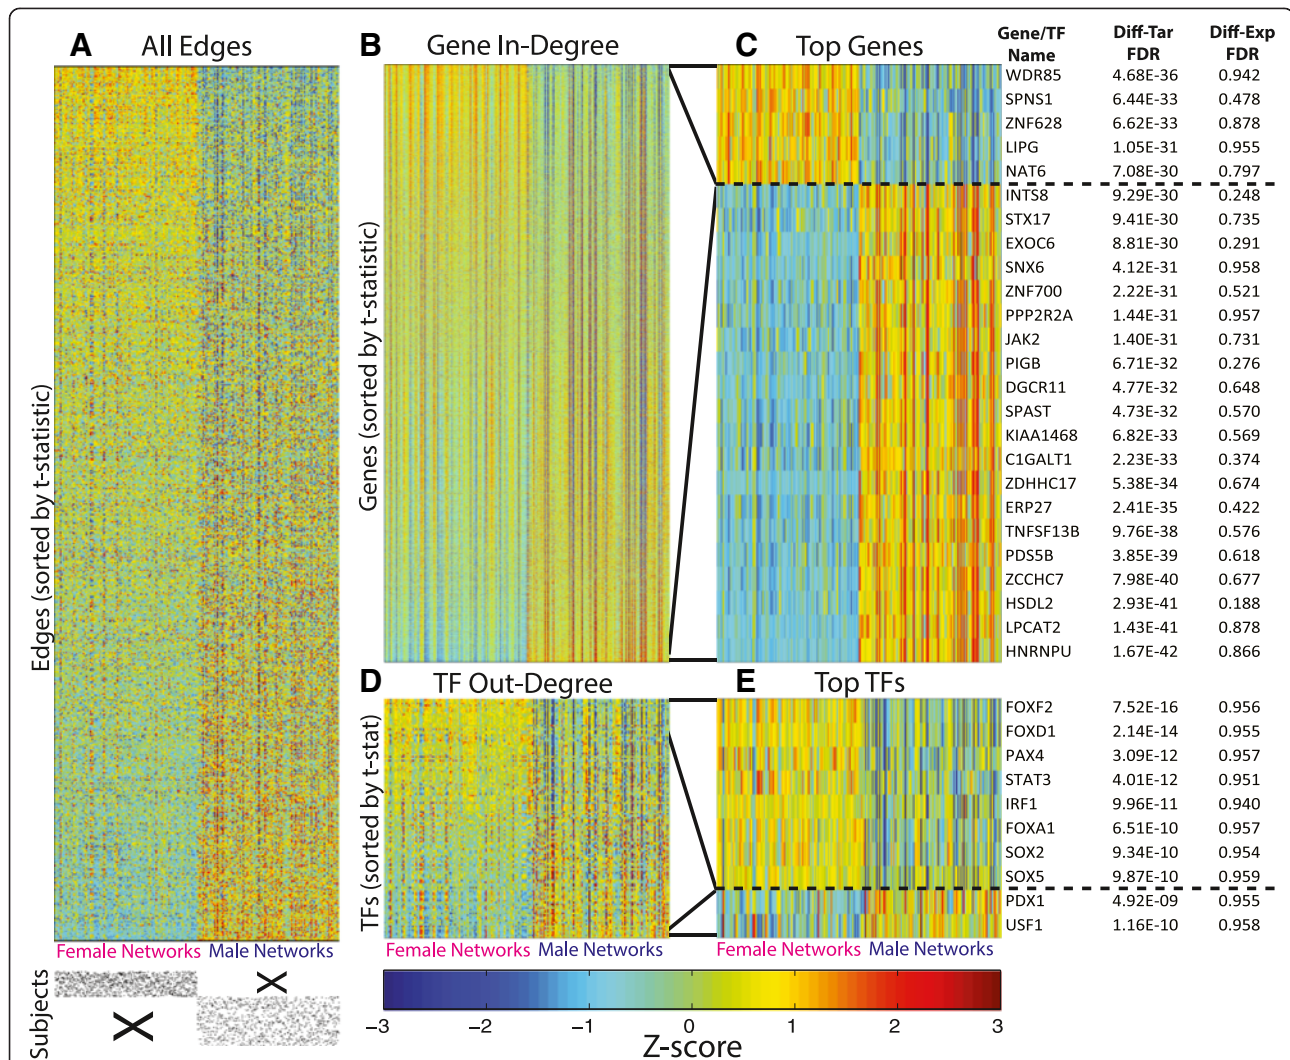 A All Edges
B Gene In-Degree
C Top Genes
Gene/TF Name Diff-Tar FDR Diff-Exp FDR
WDR85 4.68E-36 0.942
SPNS1 6.44E-33 0.478
ZNF628 6.62E-33 0.878
LIPG 1.05E-31 0.955
NAT6 7.08E-30 0.797
INTS8 9.29E-30 0.248
STX17 9.41E-30 0.735
EXOC6 8.81E-30 0.291
SNX6 4.12E-31 0.958
ZNF700 2.22E-31 0.521
PPP2R2A 1.44E-31 0.957
JAK2 1.40E-31 0.731
PIGB 6.71E-32 0.276
DGCR11 4.77E-32 0.648
SPAST 4.73E-32 0.570
KIAA1468 6.82E-33 0.569
C1GALT1 2.23E-33 0.374
ZDHHC17 5.38E-34 0.674
ERP27 2.41E-35 0.422
TNFSF13B 9.76E-38 0.576
PDS5B 3.85E-39 0.618
ZCCHC7 7.98E-40 0.677
HSDL2 2.93E-41 0.188
LPCAT2 1.43E-41 0.878
HNRNPU 1.67E-42 0.866
Edges (sorted by t-statistic)
Genes (sorted by t-statistic)
D TF Out-Degree
E Top TFs
TFs (sorted by t-stat)
FOXF2 7.52E-16 0.956
FOXD1 2.14E-14 0.955
PAX4 3.09E-12 0.957
STAT3 4.01E-12 0.951
IRF1 9.96E-11 0.940
FOXA1 6.51E-10 0.957
SOX2 9.34E-10 0.954
SOX5 9.87E-10 0.959
PDX1 4.92E-09 0.955
USF1 1.16E-10 0.958
Female Networks Male Networks
Female Networks Male Networks
Female Networks Male Networks
Subjects
X
X
−3 −2 −1 0 1 2 3
Z-score